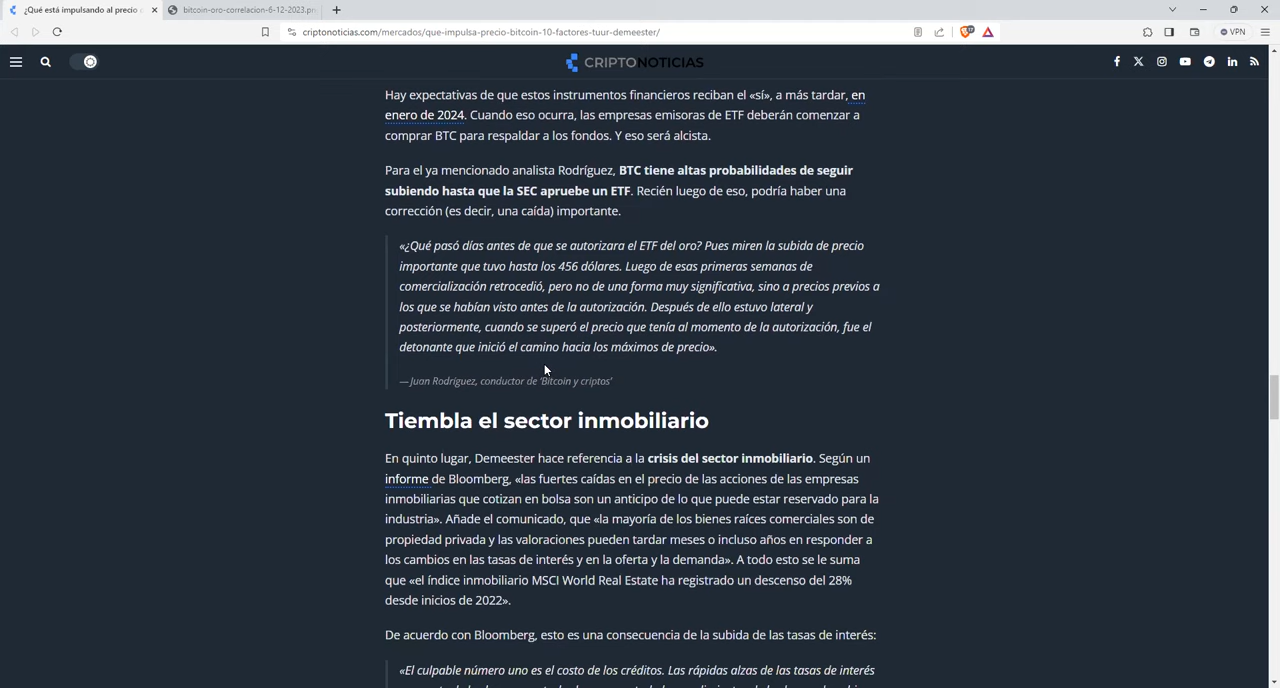 ¿Qué está impulsando al precio d
bitcoin-oro-correlacion-6-12-2023.pn
criptonoticias.com/mercados/que-impulsa-precio-bitcoin-10-factores-tuur-demeester/
VPN
CRIPTONOTICIAS
Hay expectativas de que estos instrumentos financieros reciban el «sí», a más tardar, en
enero de 2024. Cuando eso ocurra, las empresas emisoras de ETF deberán comenzar a
comprar BTC para respaldar a los fondos. Y eso será alcista.
Para el ya mencionado analista Rodríguez, BTC tiene altas probabilidades de seguir
subiendo hasta que la SEC apruebe un ETF. Recién luego de eso, podría haber una
corrección (es decir, una caída) importante.
«¿Qué pasó días antes de que se autorizara el ETF del oro? Pues miren la subida de precio
importante que tuvo hasta los 456 dólares. Luego de esas primeras semanas de
comercialización retrocedió, pero no de una forma muy significativa, sino a precios previos a
los que se habían visto antes de la autorización. Después de ello estuvo lateral y
posteriormente, cuando se superó el precio que tenía al momento de la autorización, fue el
detonante que inició el camino hacia los máximos de precio».
— Juan Rodríguez, conductor de 'Bitcoin y criptos'
Tiembla el sector inmobiliario
En quinto lugar, Demeester hace referencia a la crisis del sector inmobiliario. Según un
informe de Bloomberg, «las fuertes caídas en el precio de las acciones de las empresas
inmobiliarias que cotizan en bolsa son un anticipo de lo que puede estar reservado para la
industria». Añade el comunicado, que «la mayoría de los bienes raíces comerciales son de
propiedad privada y las valoraciones pueden tardar meses o incluso años en responder a
los cambios en las tasas de interés y en la oferta y la demanda». A todo esto se le suma
que «el índice inmobiliario MSCI World Real Estate ha registrado un descenso del 28%
desde inicios de 2022».
De acuerdo con Bloomberg, esto es una consecuencia de la subida de las tasas de interés:
«El culpable número uno es el costo de los créditos. Las rápidas alzas de las tasas de interés